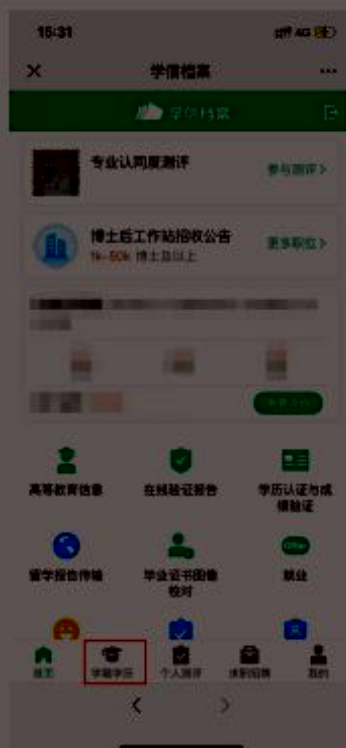 15:31
4G
学信档案
学信档案
专业认同度测评
参与测评>
博士后工作站招收公告
更多职位>
1k-50k 博士及以上
高等教育信息
在线验证报告
学历认证与成
绩验证
留学报告传输
毕业证书图像
校对
就业
首页
学籍学历
个人测评
求职招聘
我的